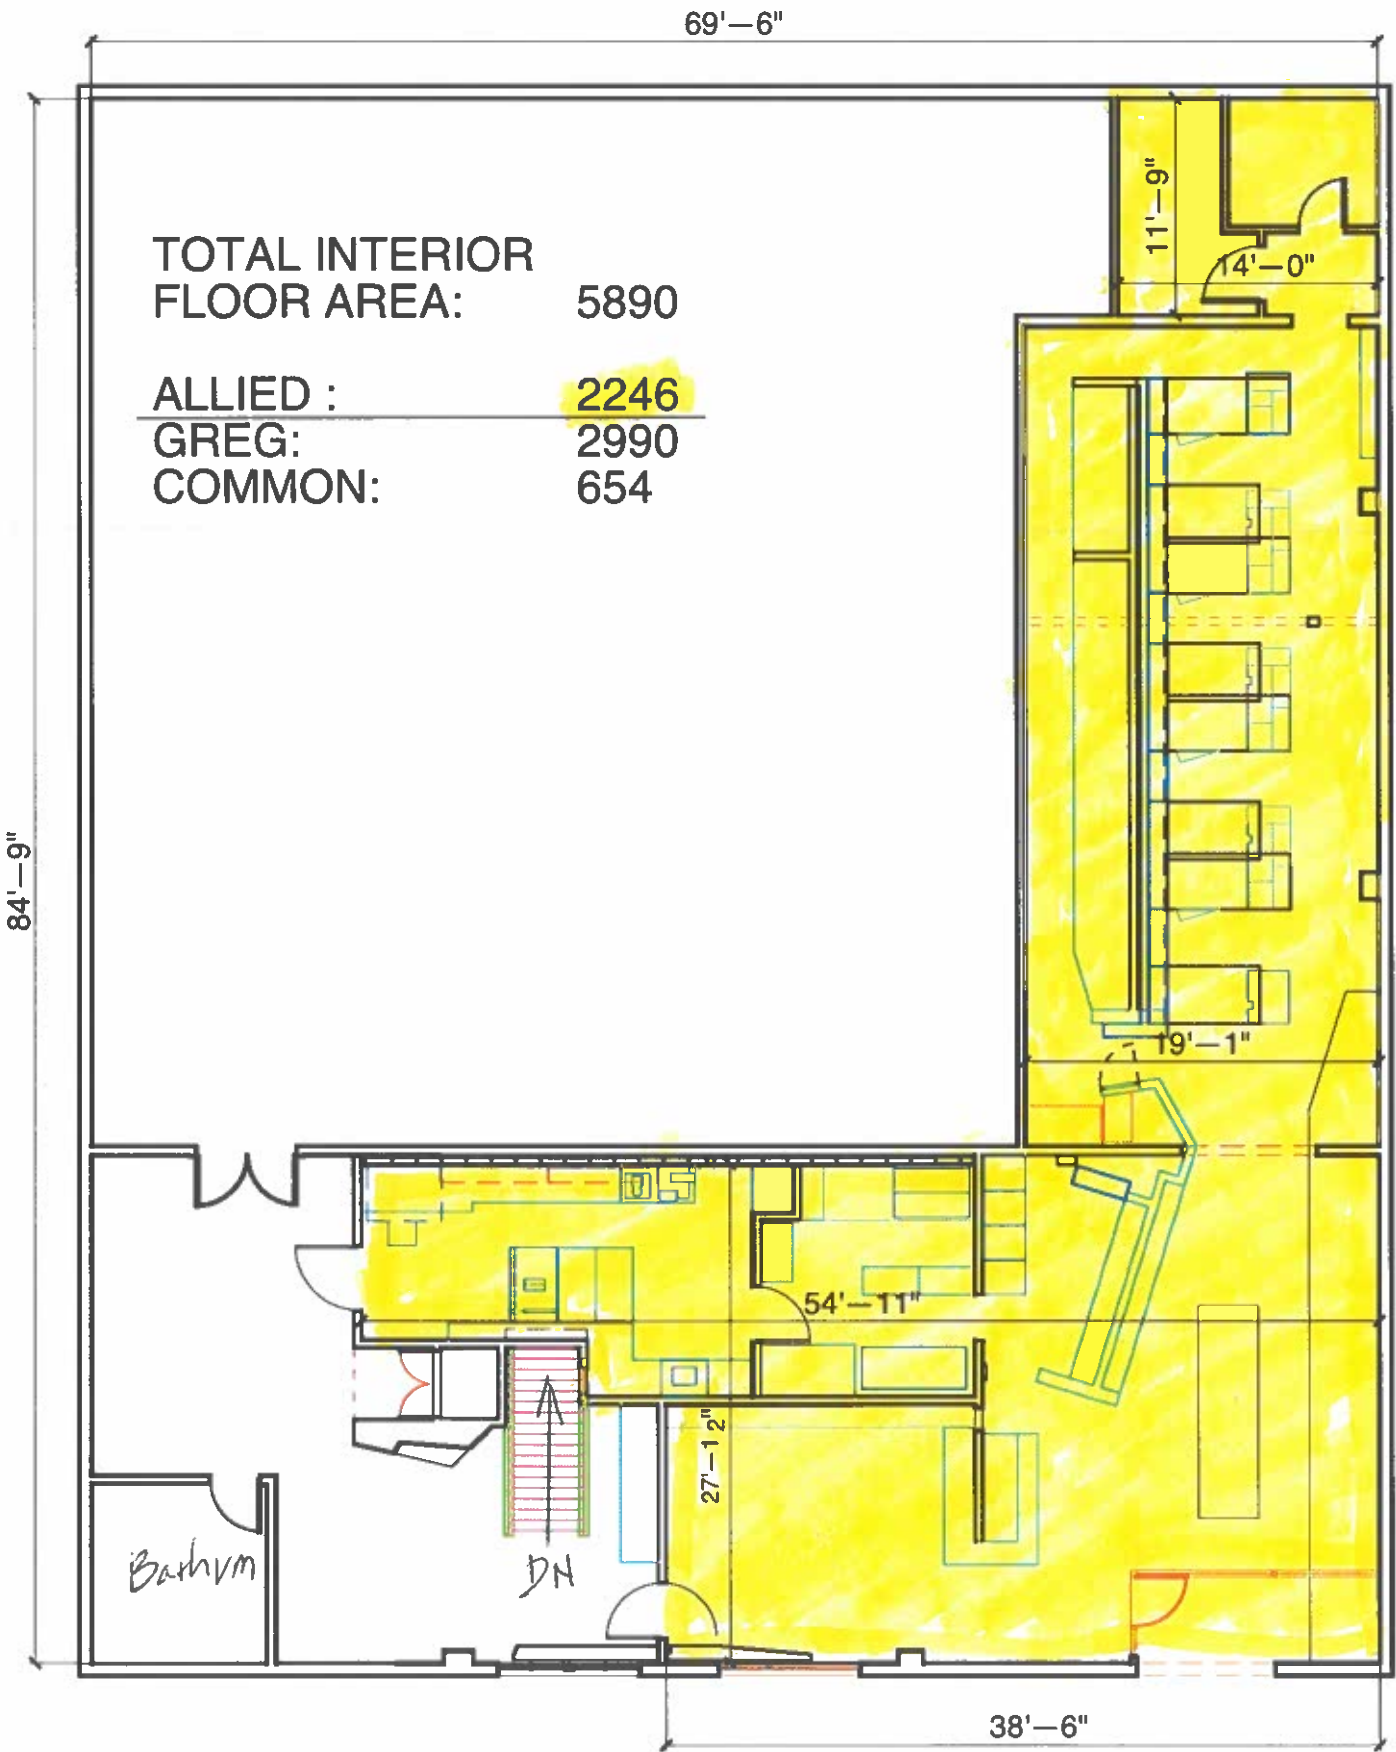 69'—6"
11'—9"
14'—0"
TOTAL INTERIOR
FLOOR AREA: 5890
ALLIED : 2246
GREG: 2990
COMMON: 654
84'—9"
19'—1"
54'—11"
27'-1 2"
Bathrm
DN
38'—6"